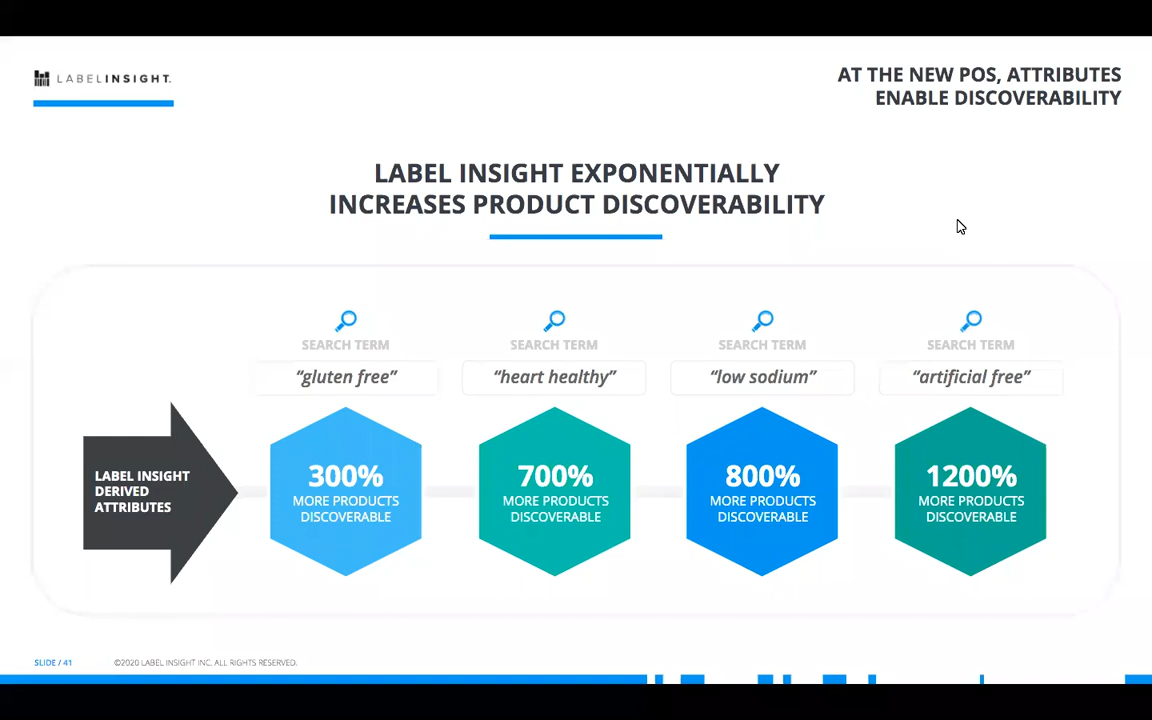 LABELINSIGHT.
AT THE NEW POS, ATTRIBUTES
ENABLE DISCOVERABILITY
LABEL INSIGHT EXPONENTIALLY
INCREASES PRODUCT DISCOVERABILITY
SEARCH TERM
"gluten free"
300%
MORE PRODUCTS
DISCOVERABLE
SEARCH TERM
"heart healthy"
700%
MORE PRODUCTS
DISCOVERABLE
SEARCH TERM
"low sodium"
800%
MORE PRODUCTS
DISCOVERABLE
SEARCH TERM
"artificial free"
1200%
MORE PRODUCTS
DISCOVERABLE
LABEL INSIGHT
DERIVED
ATTRIBUTES
SLIDE / 41
©2020 LABEL INSIGHT INC. ALL RIGHTS RESERVED.